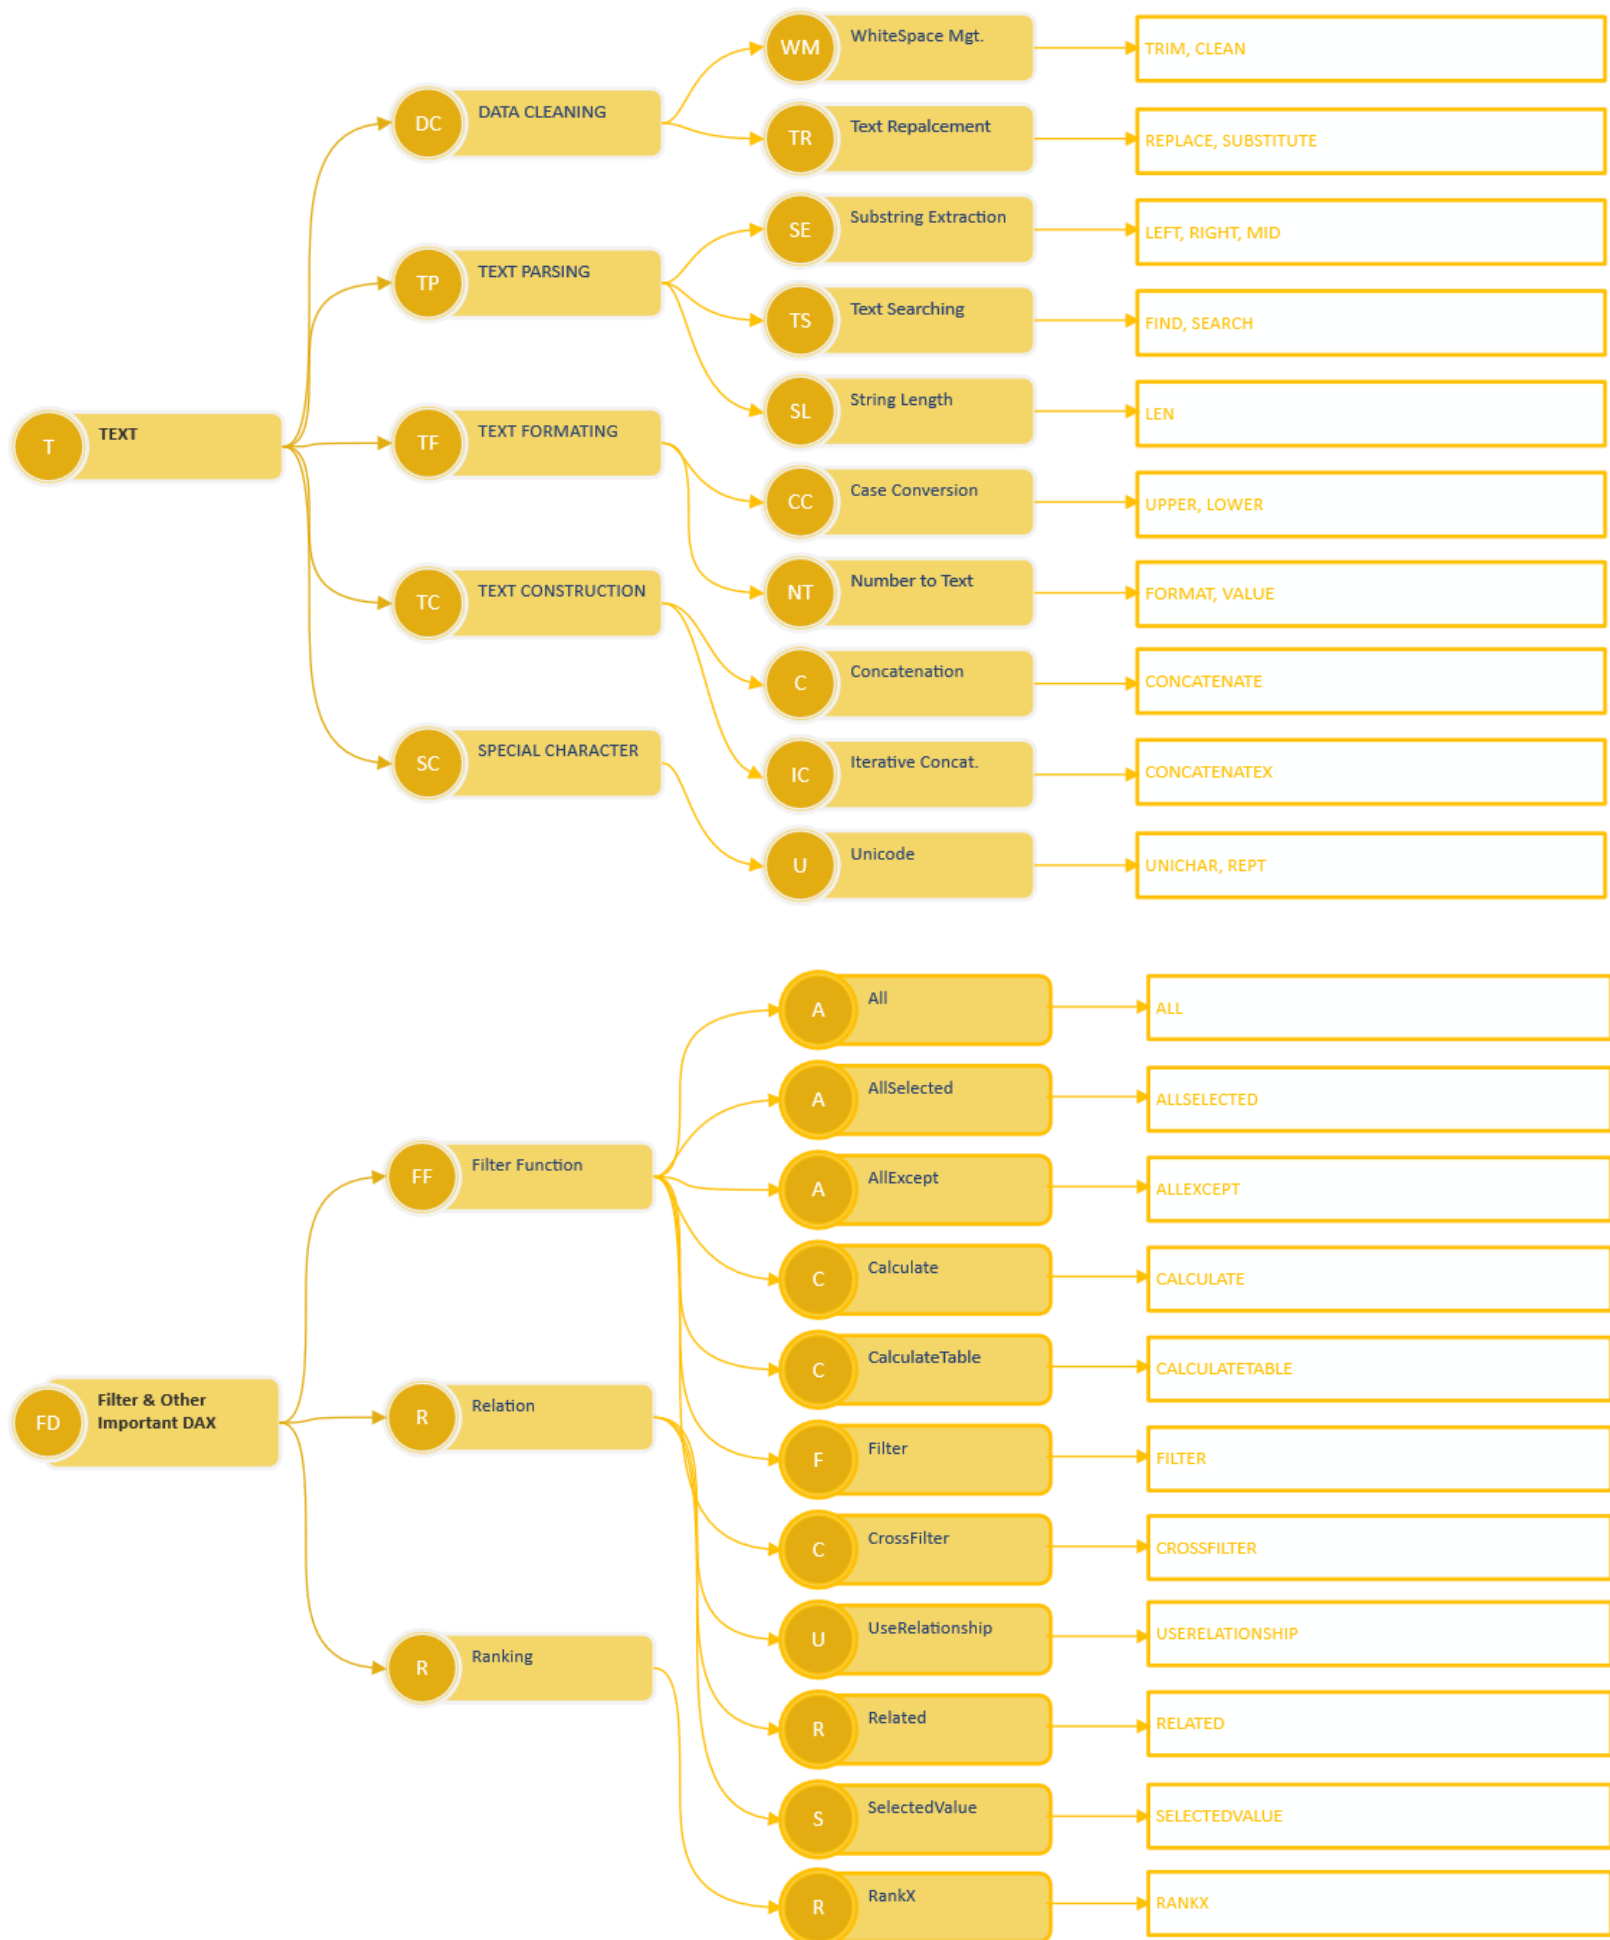 T
TEXT
DC
DATA CLEANING
WM
WhiteSpace Mgt.
TRIM, CLEAN
TR
Text Repalcement
REPLACE, SUBSTITUTE
TP
TEXT PARSING
SE
Substring Extraction
LEFT, RIGHT, MID
TS
Text Searching
FIND, SEARCH
SL
String Length
LEN
TF
TEXT FORMATING
CC
Case Conversion
UPPER, LOWER
NT
Number to Text
FORMAT, VALUE
TC
TEXT CONSTRUCTION
C
Concatenation
CONCATENATE
IC
Iterative Concat.
CONCATENATEX
SC
SPECIAL CHARACTER
U
Unicode
UNICHAR, REPT
FD
Filter & Other
Important DAX
FF
Filter Function
A
All
ALL
A
AllSelected
ALLSELECTED
A
AllExcept
ALLEXCEPT
C
Calculate
CALCULATE
C
CalculateTable
CALCULATETABLE
F
Filter
FILTER
R
Relation
C
CrossFilter
CROSSFILTER
U
UseRelationship
USERELATIONSHIP
R
Related
RELATED
S
SelectedValue
SELECTEDVALUE
R
Ranking
R
RankX
RANKX